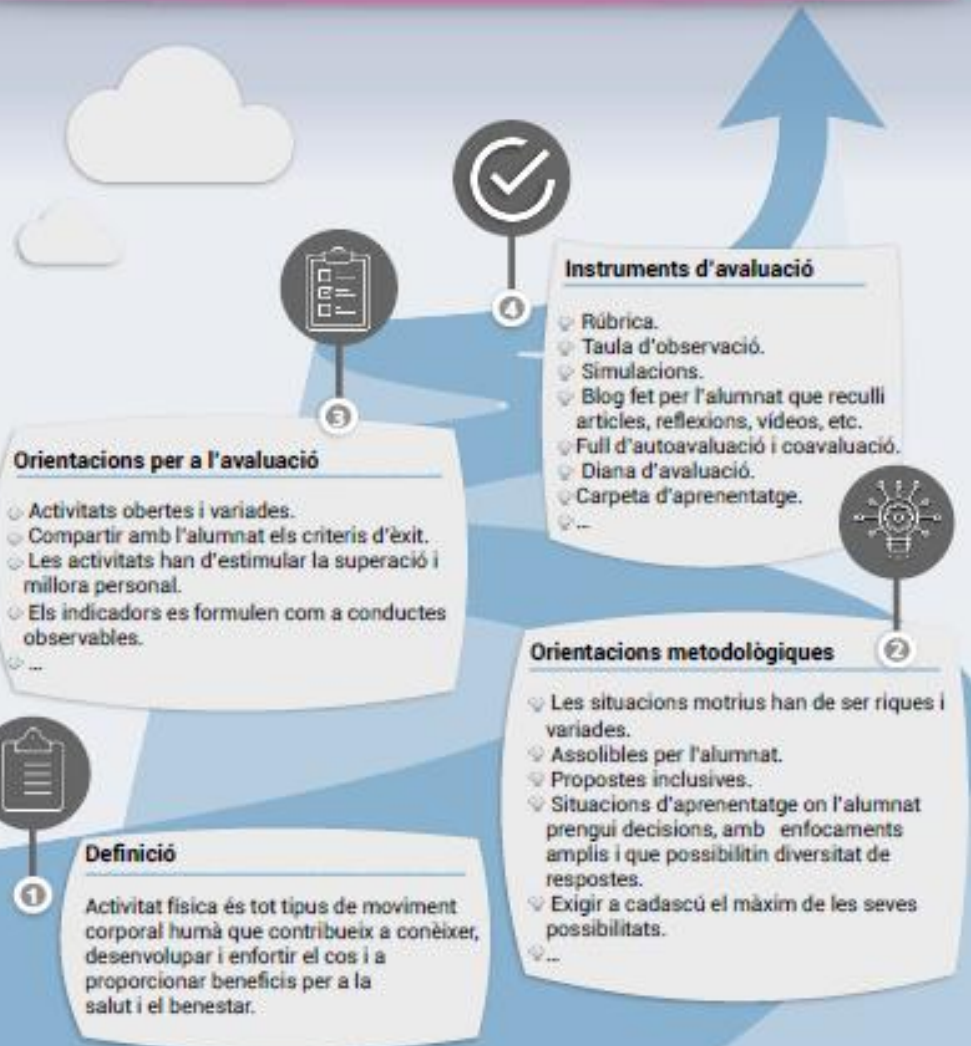 4
Instruments d'avaluació
Rúbrica.
Taula d'observació.
Simulacions.
Blog fet per l'alumnat que reculli
articles, reflexions, vídeos, etc.
Full d'autoavaluació i coavaluació.
Diana d'avaluació.
Carpeta d'aprenentatge.
...
3
Orientacions per a l'avaluació
Activitats obertes i variades.
Compartir amb l'alumnat els criteris d'èxit.
Les activitats han d'estimular la superació i
millora personal.
Els indicadors es formulen com a conductes
observables.
...
2
Orientacions metodològiques
Les situacions motrius han de ser riques i
variades.
Assolibles per l'alumnat.
Propostes inclusives.
Situacions d'aprenentatge on l'alumnat
prengui decisions, amb enfocaments
amplis i que possibilitin diversitat de
respostes.
Exigir a cadascú el màxim de les seves
possibilitats.
...
1
Definició
Activitat física és tot tipus de moviment
corporal humà que contribueix a conèixer,
desenvolupar i enfortir el cos i a
proporcionar beneficis per a la
salut i el benestar.